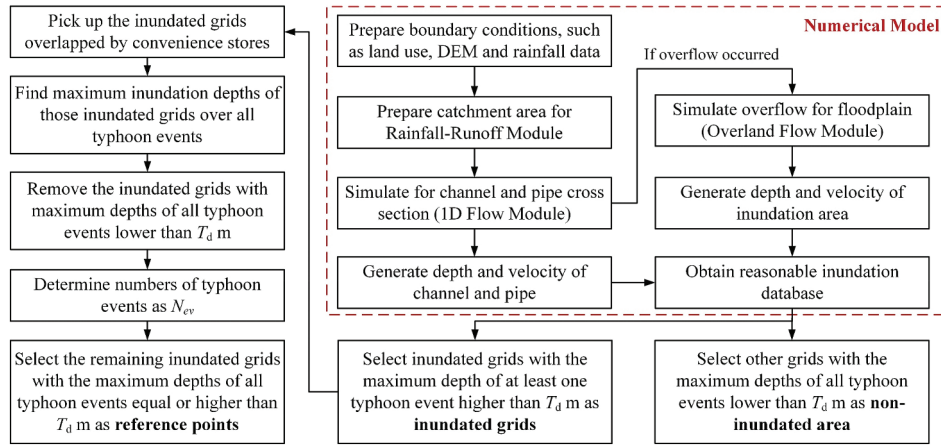 Pick up the inundated grids
overlapped by convenience stores
Find maximum inundation depths of
those inundated grids over all
typhoon events
Remove the inundated grids with
maximum depths of all typhoon
events lower than Td m
Determine numbers of typhoon
events as Nev
Select the remaining inundated grids
with the maximum depths of all
typhoon events equal or higher than
Td m as reference points
Numerical Model
Prepare boundary conditions, such
as land use, DEM and rainfall data
Prepare catchment area for
Rainfall-Runoff Module
Simulate for channel and pipe cross
section (1D Flow Module)
Generate depth and velocity of
channel and pipe
If overflow occurred
Simulate overflow for floodplain
(Overland Flow Module)
Generate depth and velocity of
inundation area
Obtain reasonable inundation
database
Select inundated grids with the
maximum depth of at least one
typhoon event higher than Td m as
inundated grids
Select other grids with the
maximum depths of all typhoon
events lower than Td m as non-
inundated area